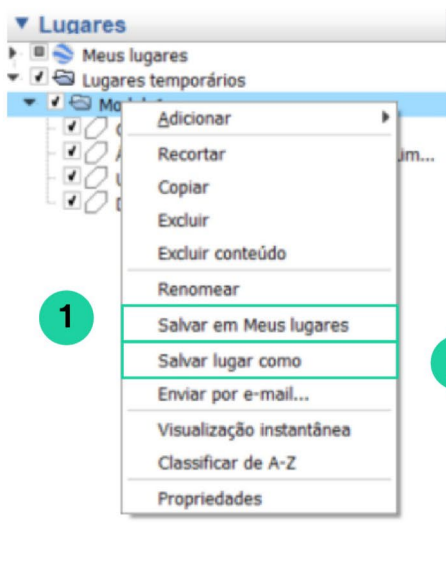 Lugares
Meus lugares
Lugares temporários
Adicionar
Recortar
Copiar
Excluir
Excluir conteúdo
Renomear
1
Salvar em Meus lugares
Salvar lugar como
Enviar por e-mail...
Visualização instantânea
Classificar de A-Z
Propriedades